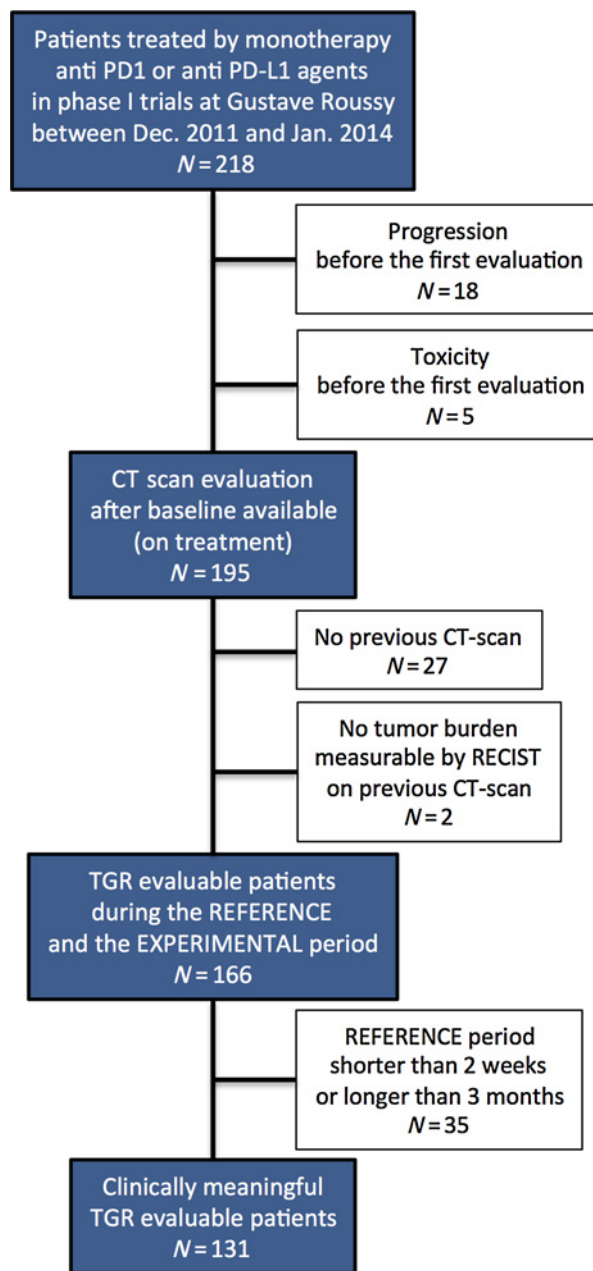 Patients treated by monotherapy
anti PD1 or anti PD-L1 agents
in phase I trials at Gustave Roussy
between Dec. 2011 and Jan. 2014
N = 218
Progression
before the first evaluation
N = 18
Toxicity
before the first evaluation
N = 5
CT scan evaluation
after baseline available
(on treatment)
N = 195
No previous CT-scan
N = 27
No tumor burden
measurable by RECIST
on previous CT-scan
N = 2
TGR evaluable patients
during the REFERENCE
and the EXPERIMENTAL period
N = 166
REFERENCE period
shorter than 2 weeks
or longer than 3 months
N = 35
Clinically meaningful
TGR evaluable patients
N = 131